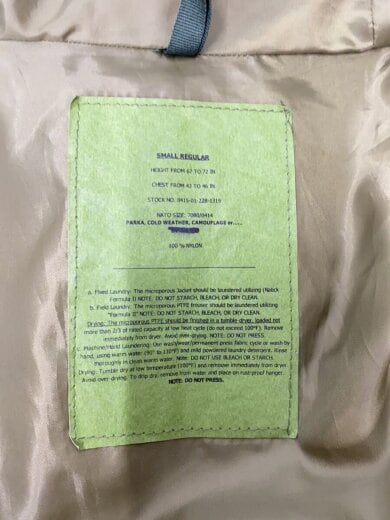 SMALL REGULAR
HEIGHT FROM 67 TO 72 IN
CHEST FROM 42 TO 46 IN
STOCK NO. 8415-01-228-1319
NATO SIZE: 7080/0414
PARKA, COLD WEATHER, CAMOUFLAGE or.....
100 % NYLON
a. Fixed Laundry: The microporous Jacket should be laundered utilizing (Natick
Formula I) NOTE: DO NOT STARCH, BLEACH, OR DRY CLEAN.
b. Field Laundry: The microporous PTFE trouser should be laundered utilizing
"Formula II" NOTE: DO NOT STARCH, BLEACH, OR DRY CLEAN.
Drying: The microporous PTFE should be finished in a tumble dryer, loaded not
more than 2/3 of rated capacity at low heat cycle (do not exceed 100°F). Remove
immediately from dryer. Avoid over-drying. NOTE: DO NOT PRESS.
c. Machine/Hand Laundering: Use wash/wear/permanent press fabric cycle or wash by
hand, using warm water (90° to 110°F) and mild powdered laundry detergent. Rinse
thoroughly in clean warm water. Note: DO NOT USE BLEACH OR STARCH.
Drying: Tumble dry at low temperature (100°F) and remove immediately from dryer
Avoid over drying. To drip dry, remove from water and place on rust-proof hanger.
NOTE: DO NOT PRESS.